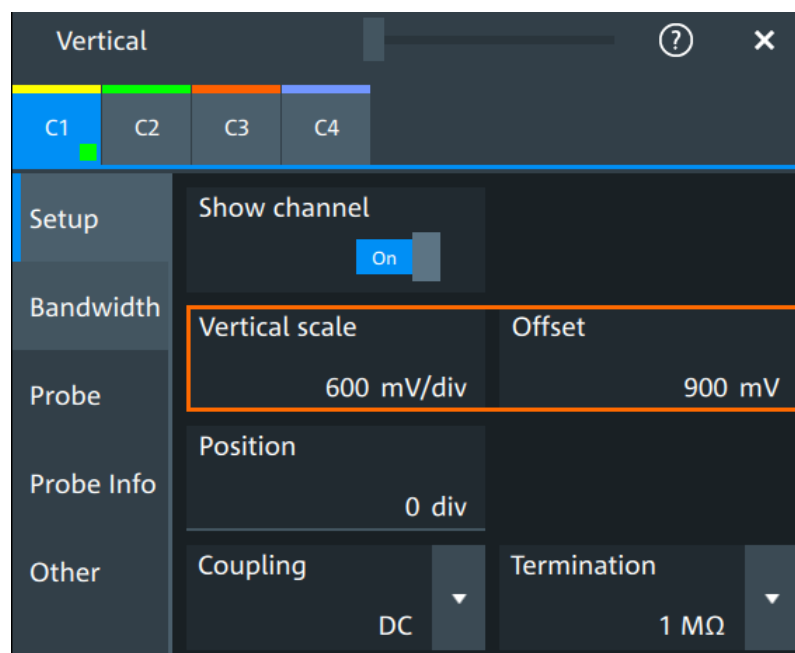 Vertical ? ×
C1 C2 C3 C4
Setup
Show channel
On
Bandwidth
Vertical scale Offset
600 mV/div 900 mV
Probe
Position
Probe Info
0 div
Other
Coupling Termination
DC 1 MΩ